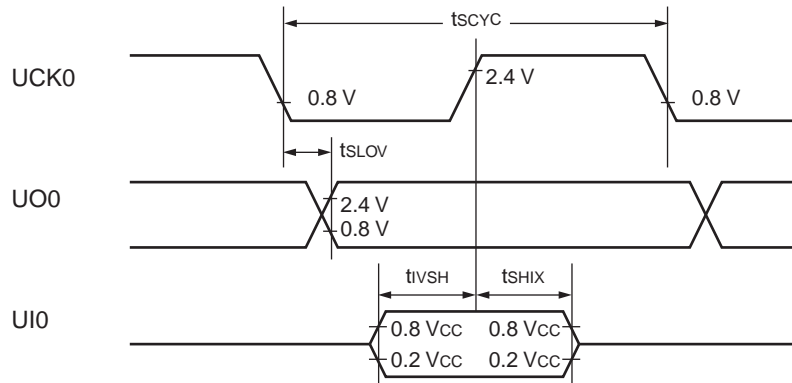 tSCYC
UCK0
0.8 V
2.4 V
0.8 V
tSLOV
UO0
2.4 V
0.8 V
tIVSH
tSHIX
UI0
0.8 VCC
0.8 VCC
0.2 VCC
0.2 VCC